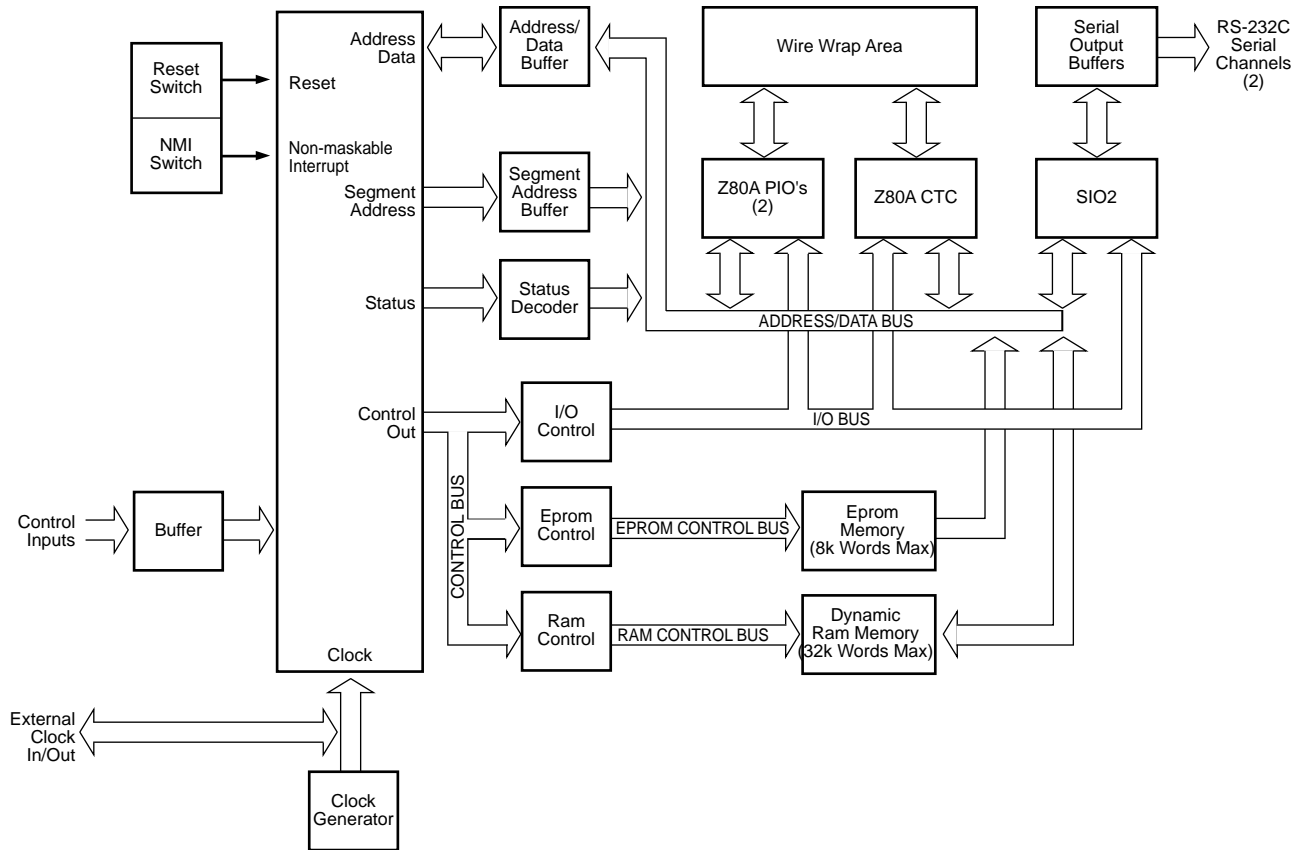 Address
Data
Address/
Data
Buffer
Wire Wrap Area
Serial
Output
Buffers
RS-232C
Serial
Channels
(2)
Reset
Switch
Reset
NMI
Switch
Non-maskable
Interrupt
Segment
Address
Segment
Address
Buffer
Z80A PIO's
(2)
Z80A CTC
SIO2
Status
Status
Decoder
ADDRESS/DATA BUS
Control
Out
I/O
Control
I/O BUS
CONTROL BUS
Control
Inputs
Buffer
Eprom
Control
EPROM CONTROL BUS
Eprom
Memory
(8k Words Max)
Ram
Control
RAM CONTROL BUS
Dynamic
Ram Memory
(32k Words Max)
Clock
External
Clock
In/Out
Clock
Generator